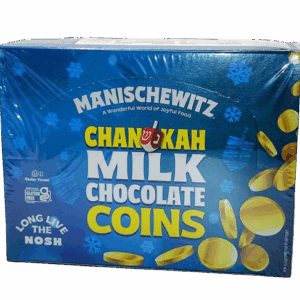 MANISCHEWITZ
A Wonderful World of Joyful Food
CHANUKAH
MILK
CHOCOLATE
COINS
LONG LIVE
THE
NOSH